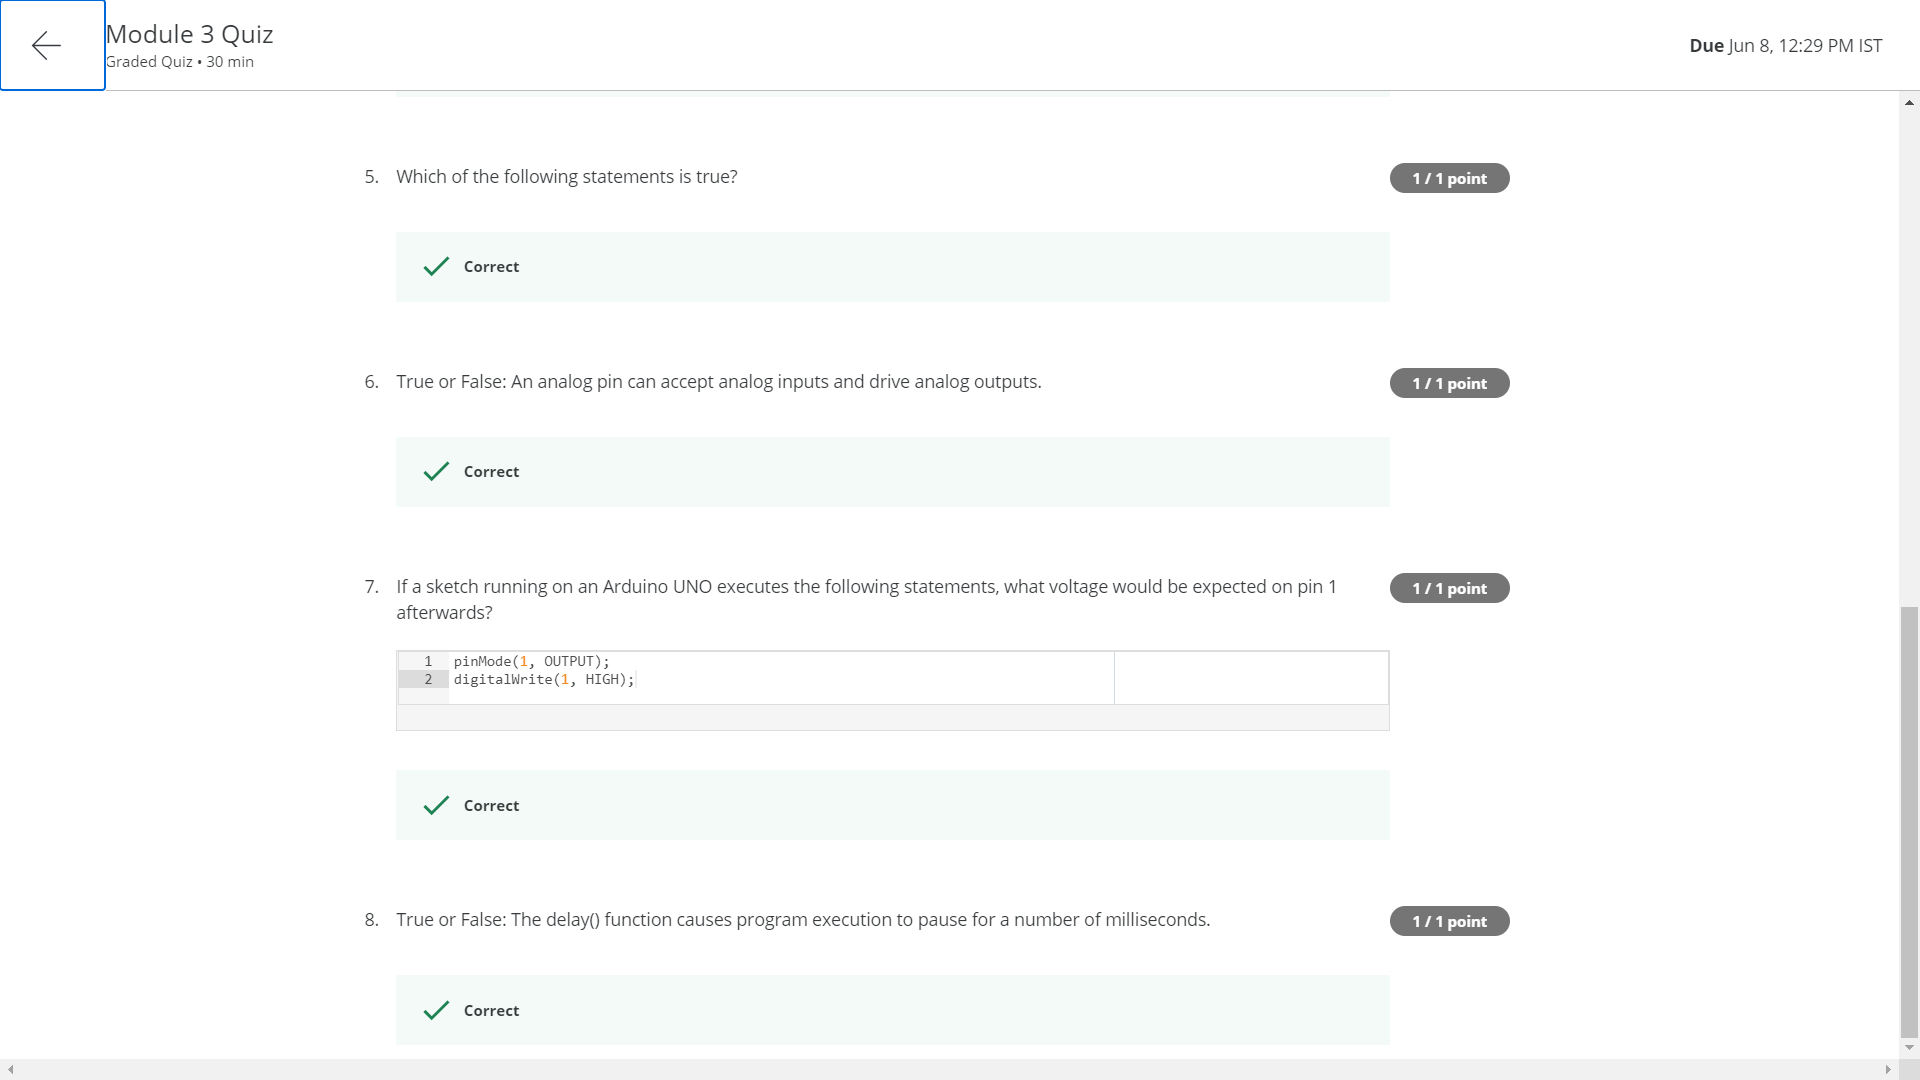 Module 3 Quiz
Graded Quiz • 30 min
Due Jun 8, 12:29 PM IST
5. Which of the following statements is true?
1 / 1 point
Correct
6. True or False: An analog pin can accept analog inputs and drive analog outputs.
1 / 1 point
Correct
7. If a sketch running on an Arduino UNO executes the following statements, what voltage would be expected on pin 1
afterwards?
1 / 1 point
1 pinMode(1, OUTPUT);
2 digitalWrite(1, HIGH);
Correct
8. True or False: The delay() function causes program execution to pause for a number of milliseconds.
1 / 1 point
Correct